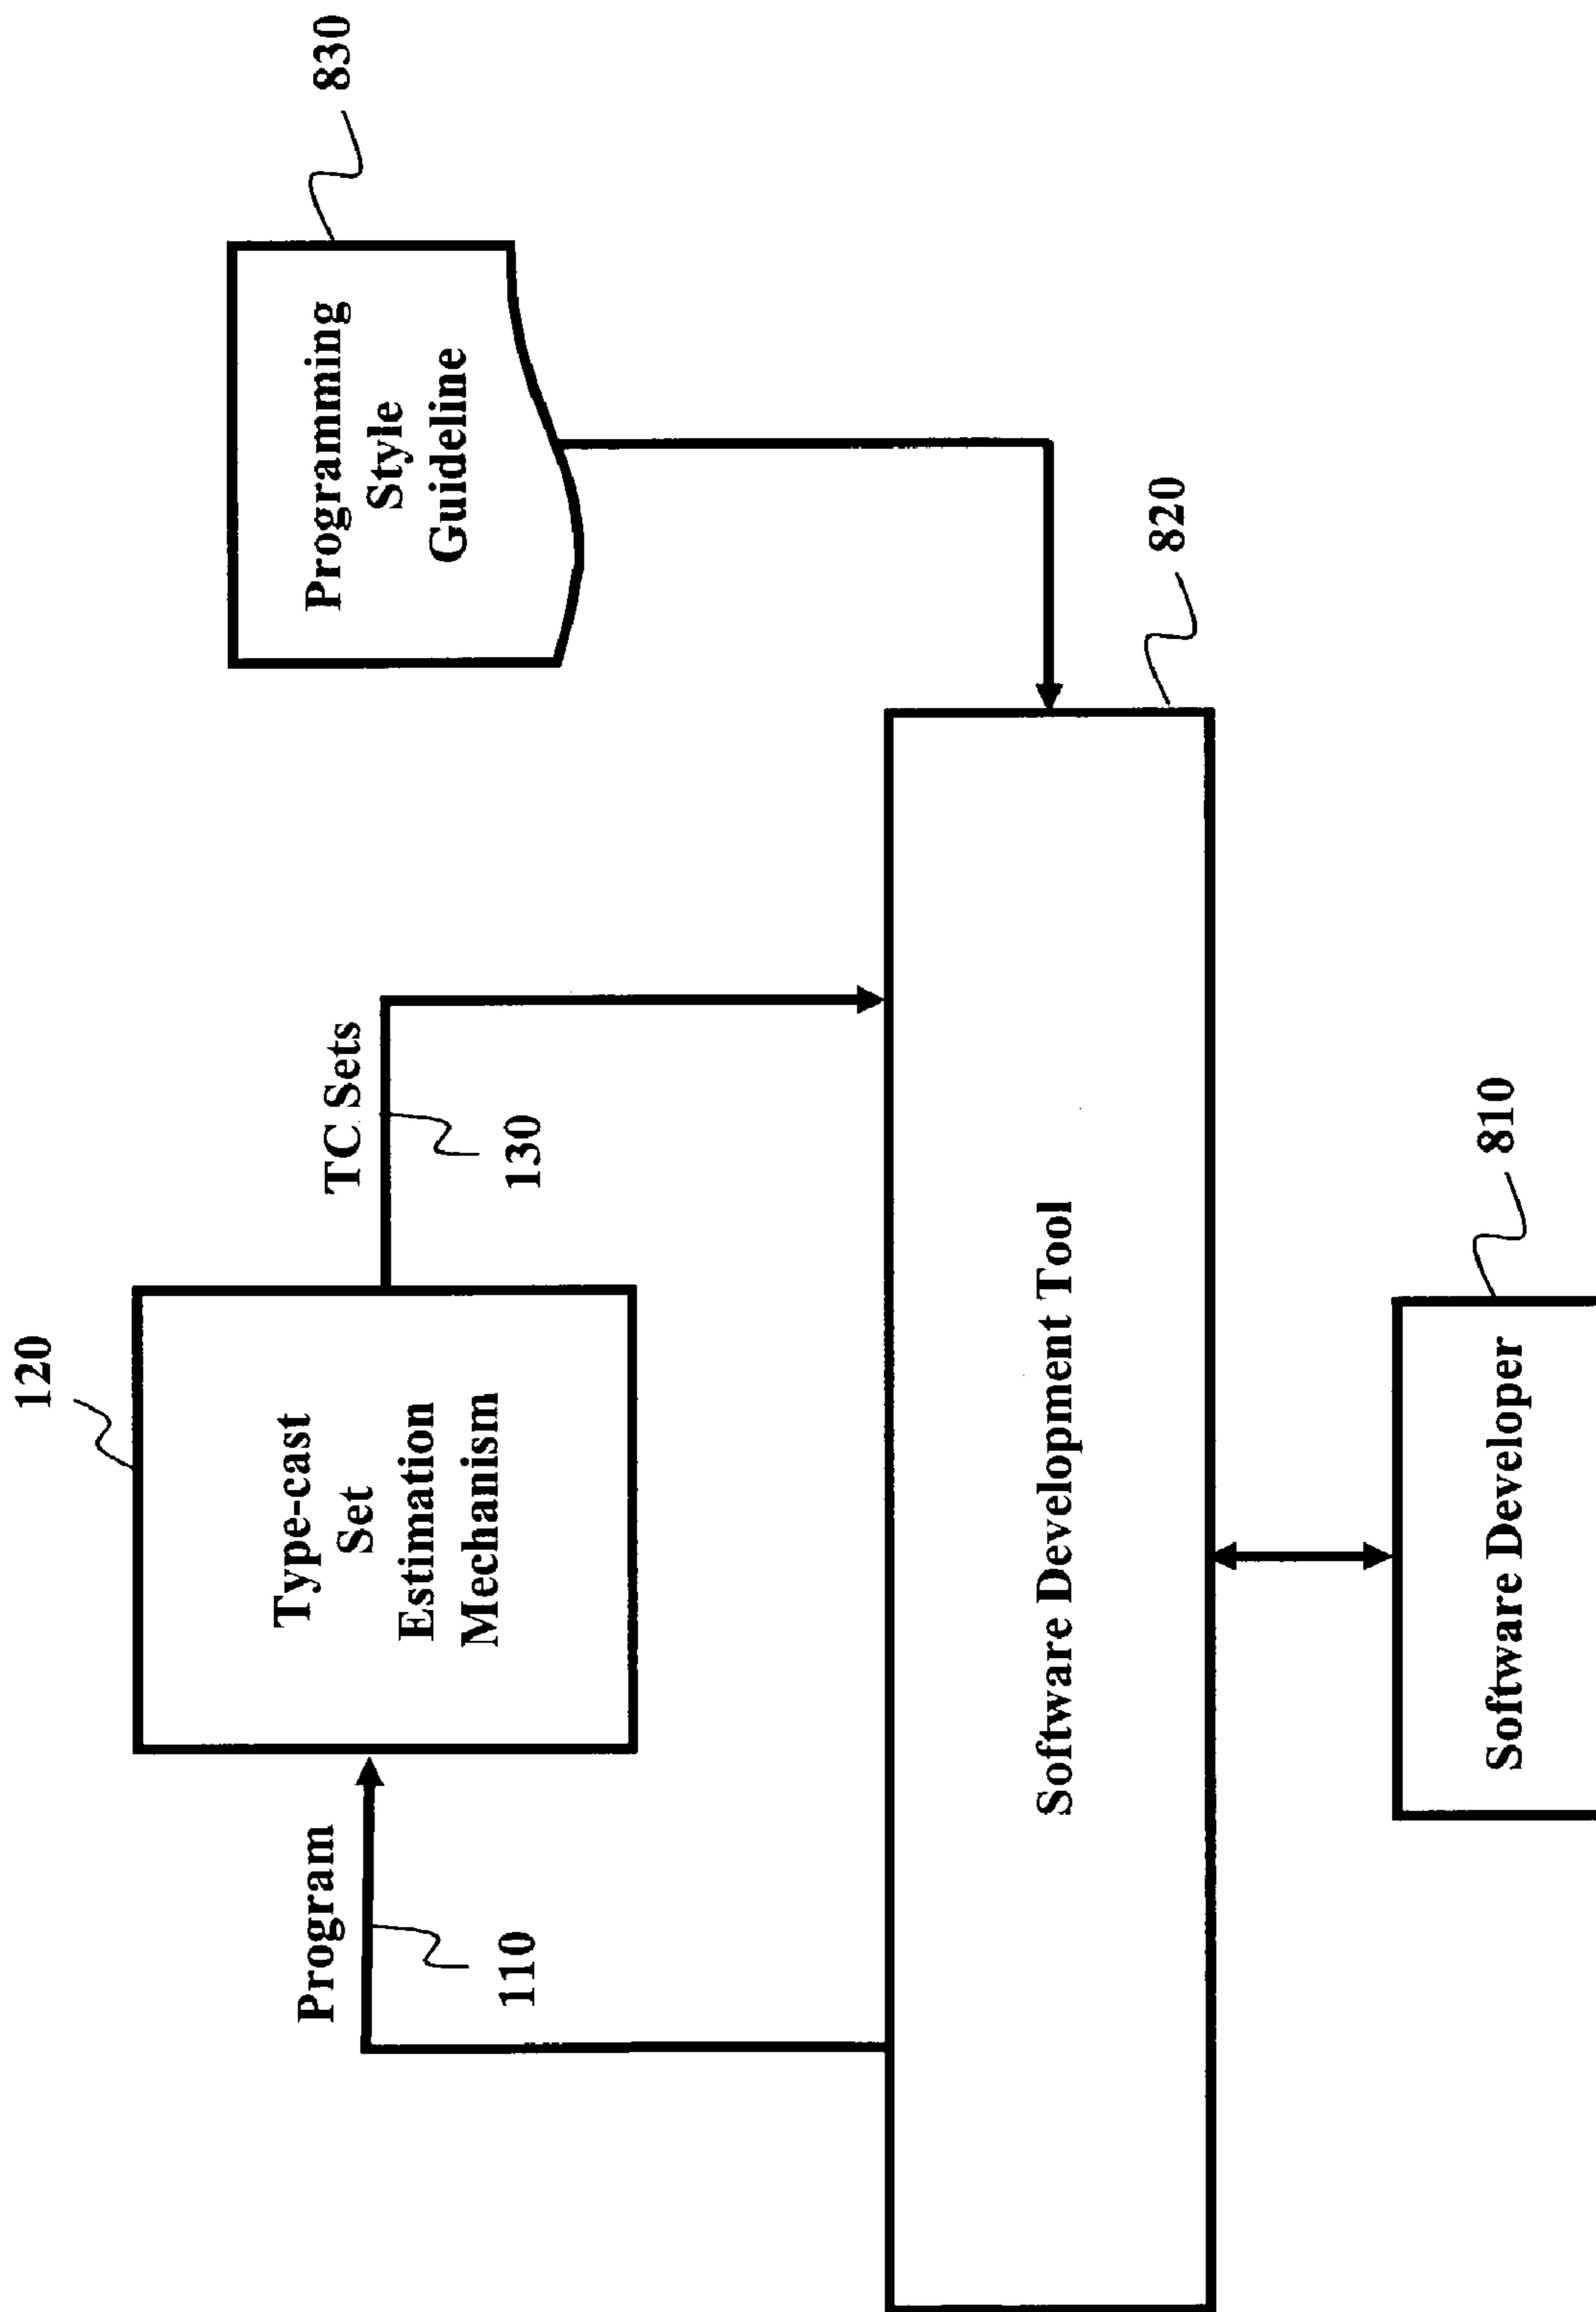 120
Type-cast
Set
Estimation
Mechanism
Program
110
TC Sets
130
830
Programming
Style
Guideline
820
Software Development Tool
810
Software Developer